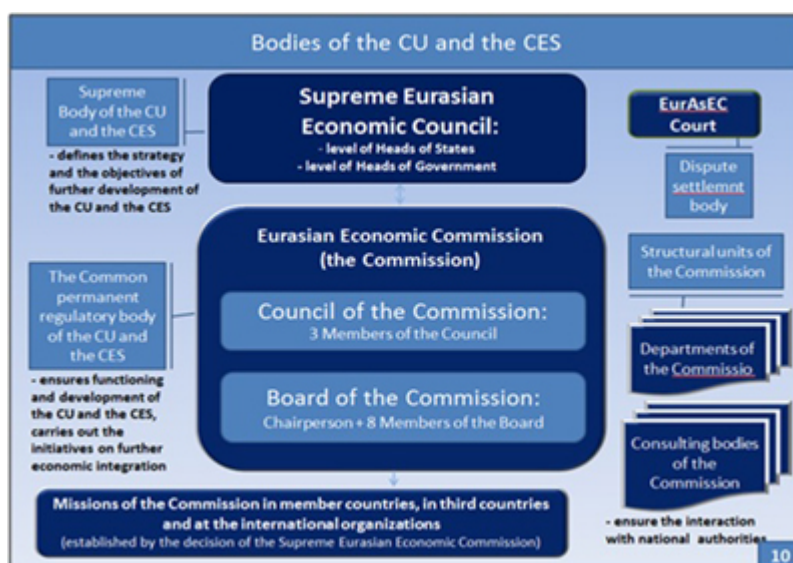 Bodies of the CU and the CES
Supreme
Body of the CU
and the CES
- defines the strategy
and the objectives of
further development of
the CU and the CES
Supreme Eurasian
Economic Council:
- level of Heads of States
- level of Heads of Government
EurAsEC
Court
Dispute
settlemnt
body
Eurasian Economic Commission
(the Commission)
Council of the Commission:
3 Members of the Council
Board of the Commission:
Chairperson + 8 Members of the Board
The Common
permanent
regulatory body
of the CU and
the CES
- ensures functioning
and development of
the CU and the CES,
carries out the
initiatives on further
economic integration
Structural units of
the Commission
Departments of
the Commissio
Consulting bodies
of the
Commission
- ensure the interaction
with national authorities
Missions of the Commission in member countries, in third countries
and at the international organizations
(established by the decision of the Supreme Eurasian Economic Commission)
10